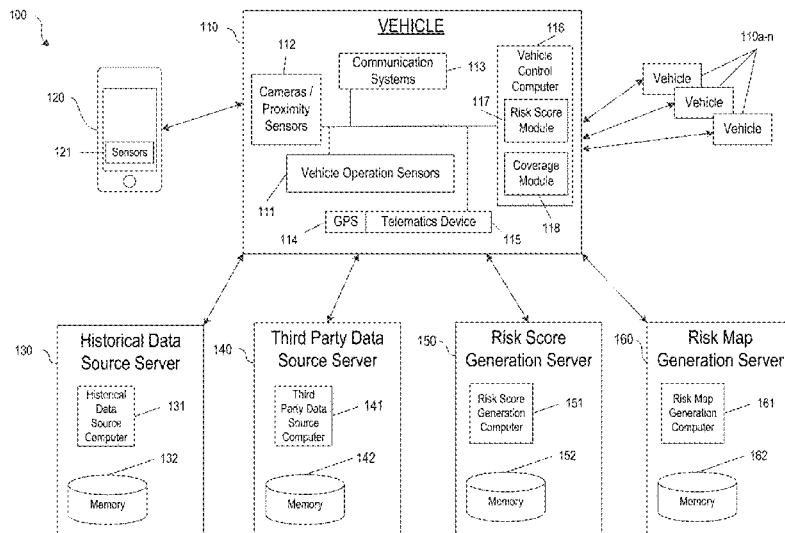 100
110
VEHICLE
112
Cameras /
Proximity
Sensors
Communication
Systems
113
116
Vehicle
Control
Computer
117
Risk Score
Module
Coverage
Module
118
Vehicle Operation Sensors
111
GPS
Telematics Device
114
115
120
121
Sensors
Vehicle
Vehicle
Vehicle
Historical Data
Source Server
130
Historical
Data
Source
Computer
131
132
Memory
Third Party Data
Source Server
140
Third
Party Data
Source
Computer
141
142
Memory
Risk Score
Generation Server
150
Risk Score
Generation
Computer
151
152
Memory
Risk Map
Generation Server
160
Risk Map
Generation
Computer
161
162
Memory